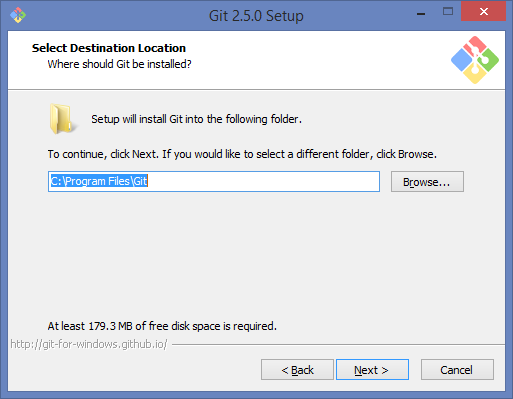 Git 2.5.0 Setup
Select Destination Location
Where should Git be installed?
Setup will install Git into the following folder.
To continue, click Next. If you would like to select a different folder, click Browse.
C:\Program Files\Git
Browse...
At least 179.3 MB of free disk space is required.
http://git-for-windows.github.io/
< Back
Next >
Cancel